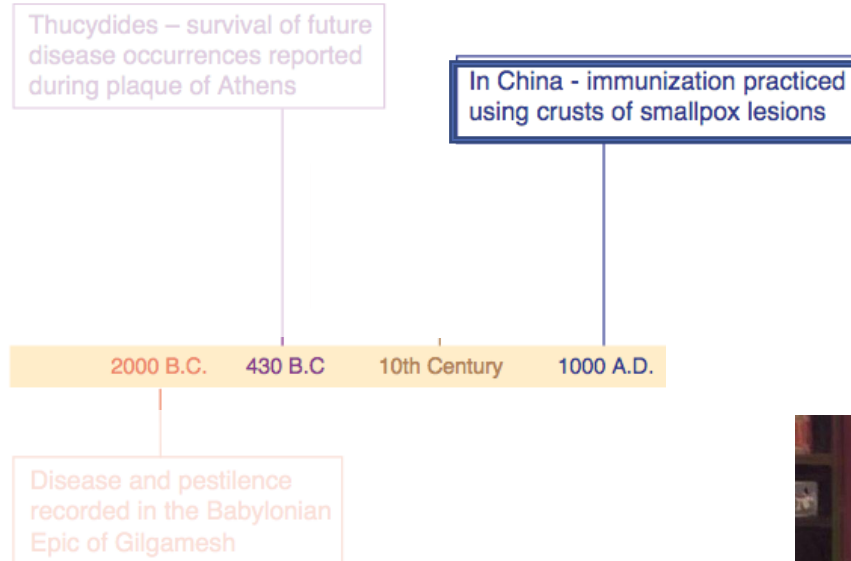 Thucydides – survival of future
disease occurrences reported
during plaque of Athens
In China - immunization practiced
using crusts of smallpox lesions
2000 B.C.
430 B.C
10th Century
1000 A.D.
Disease and pestilence
recorded in the Babylonian
Epic of Gilgamesh